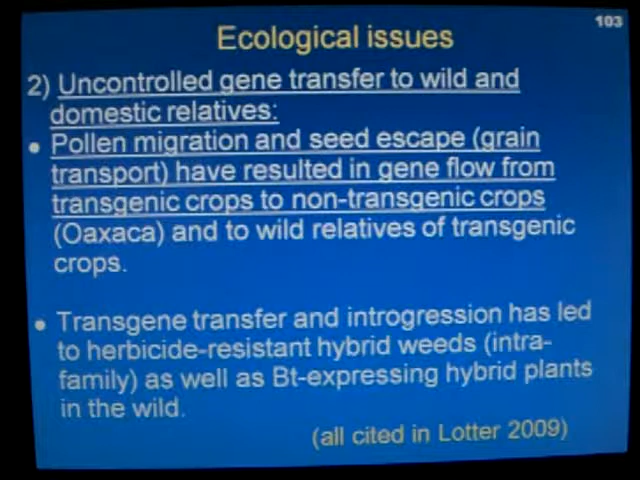 103
Ecological issues
2) Uncontrolled gene transfer to wild and
domestic relatives:
• Pollen migration and seed escape (grain
transport) have resulted in gene flow from
transgenic crops to non-transgenic crops
(Oaxaca) and to wild relatives of transgenic
crops.
• Transgene transfer and introgression has led
to herbicide-resistant hybrid weeds (intra-
family) as well as Bt-expressing hybrid plants
in the wild.
(all cited in Lotter 2009)